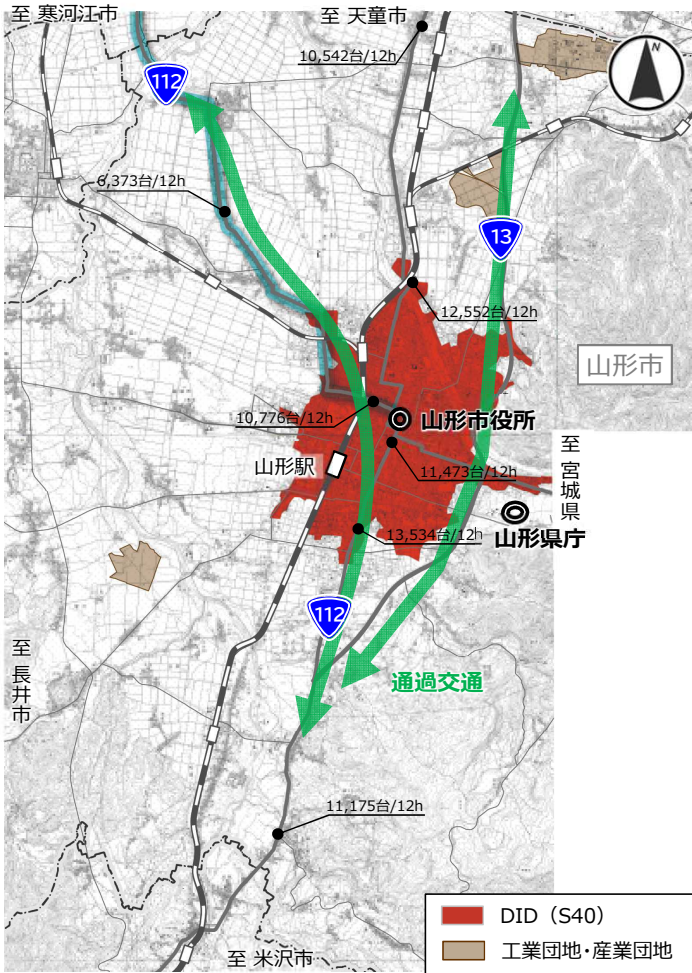 至 寒河江市
至 天童市
10,542台/12h
N
112
6,373台/12h
13
12,552台/12h
山形市
10,776台/12h
山形市役所
至 宮城県
山形駅
11,473台/12h
山形県庁
13,534台/12h
112
至 長井市
通過交通
11,175台/12h
至 米沢市
DID（S40）
工業団地・産業団地